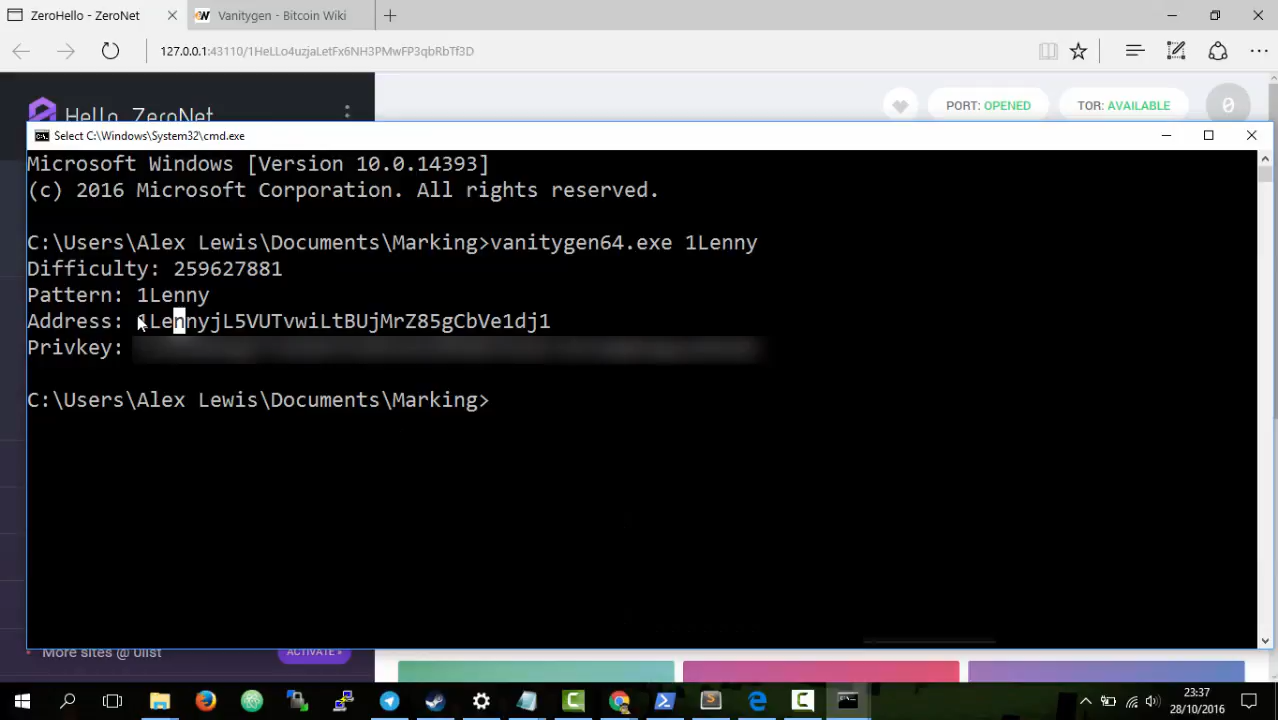 ZeroHello - ZeroNet
Vanitygen - Bitcoin Wiki
127.0.0.1:43110/1HeLLo4uzjaLetFx6NH3PMwFP3qbRbTf3D
Hello, ZeroNet
PORT: OPENED
TOR: AVAILABLE
0
Select C:\Windows\System32\cmd.exe
Microsoft Windows [Version 10.0.14393]
(c) 2016 Microsoft Corporation. All rights reserved.
C:\Users\Alex Lewis\Documents\Marking>vanitygen64.exe 1Lenny
Difficulty: 259627881
Pattern: 1Lenny
Address: 1LennyjL5VUTvwiLtBUjMrZ85gCbVe1dj1
Privkey:
C:\Users\Alex Lewis\Documents\Marking>
More sites @ 0list
ACTIVATE
23:37
28/10/2016